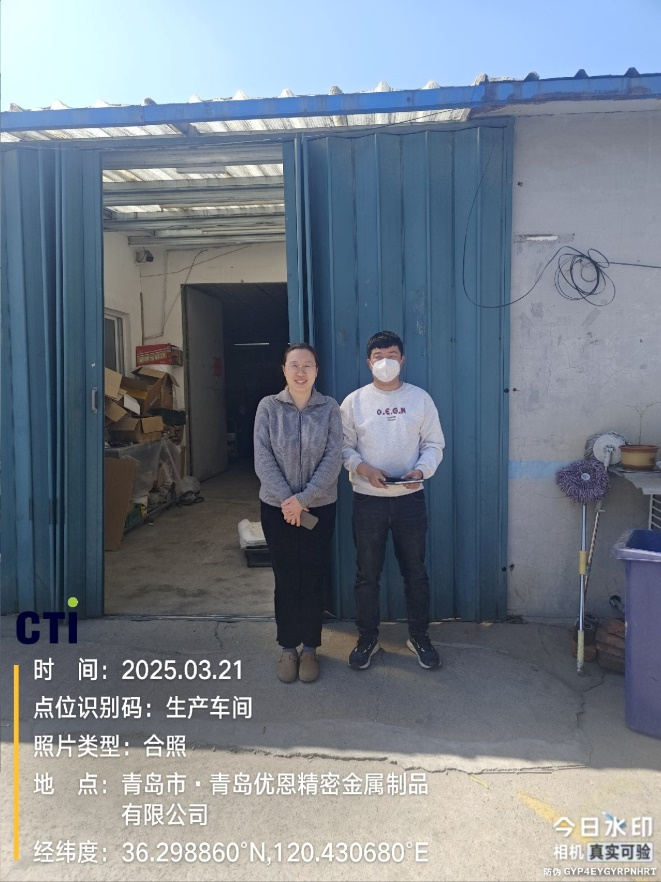 O.E.G.N
CTI
时 间：2025.03.21
点位识别码：生产车间
照片类型：合照
地 点：青岛市·青岛优恩精密金属制品
有限公司
经纬度：36.298860°N,120.430680°E
今日水印
相机 真实可验
防伪 GYP4EYGYRPNHRT